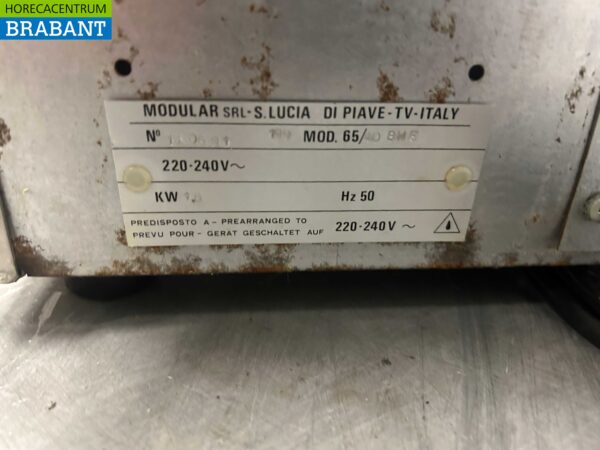 HORECACENTRUM
BRABANT
MODULAR SRL-S.LUCIA DI PIAVE-TV-ITALY
Nº MOD. 65/
220-240V~
KW Hz 50
PREDISPOSTO A - PREARRANGED TO
PREVU POUR - GERAT GESCHALTET AUF 220-240V ~